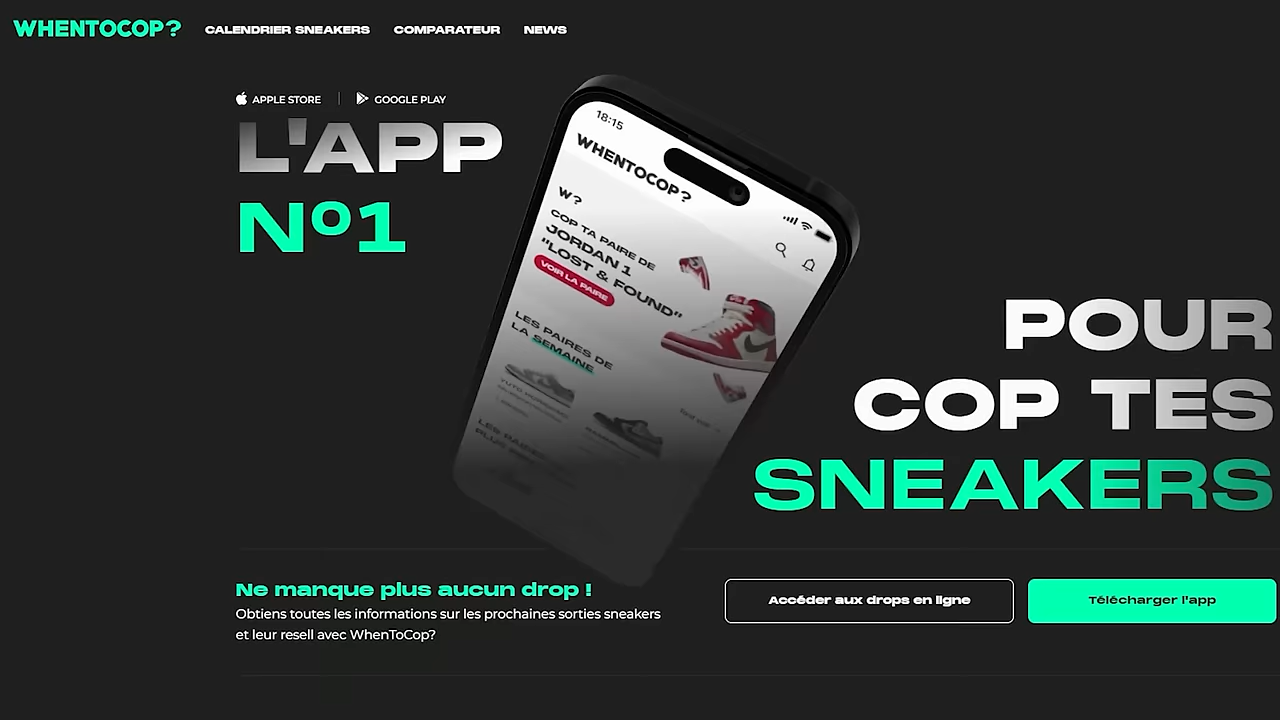 WHENTOCOP?
CALENDRIER SNEAKERS
COMPARATEUR
NEWS
APPLE STORE
GOOGLE PLAY
L'APP
Nº1
18:15
WHENTOCOP?
W?
COP TA PAIRE DE
JORDAN 1
"LOST & FOUND"
VOIR LA PAIRE
LES PAIRES DE
LA SEMAINE
POUR
COP TES
SNEAKERS
Ne manque plus aucun drop !
Obtiens toutes les informations sur les prochaines sorties sneakers
et leur resell avec WhenToCop?
Accéder aux drops en ligne
Télécharger l'app